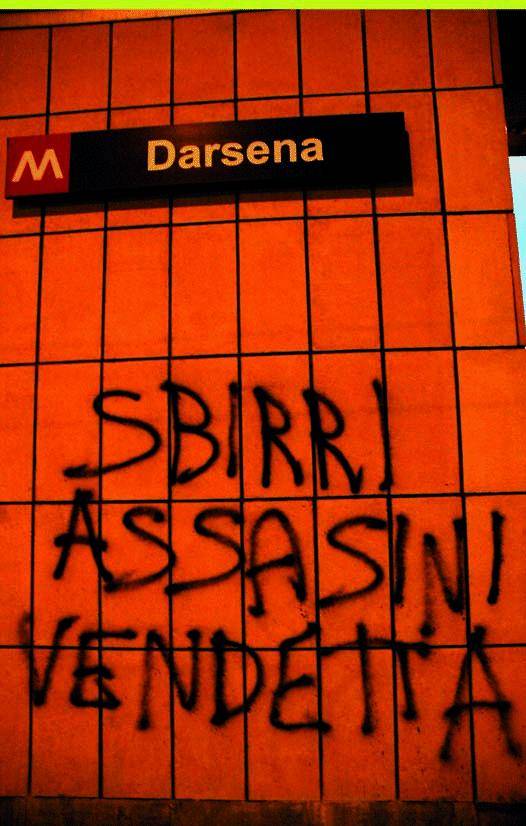 M Darsena
SBIRRI
ASSASINI
VENDETTA